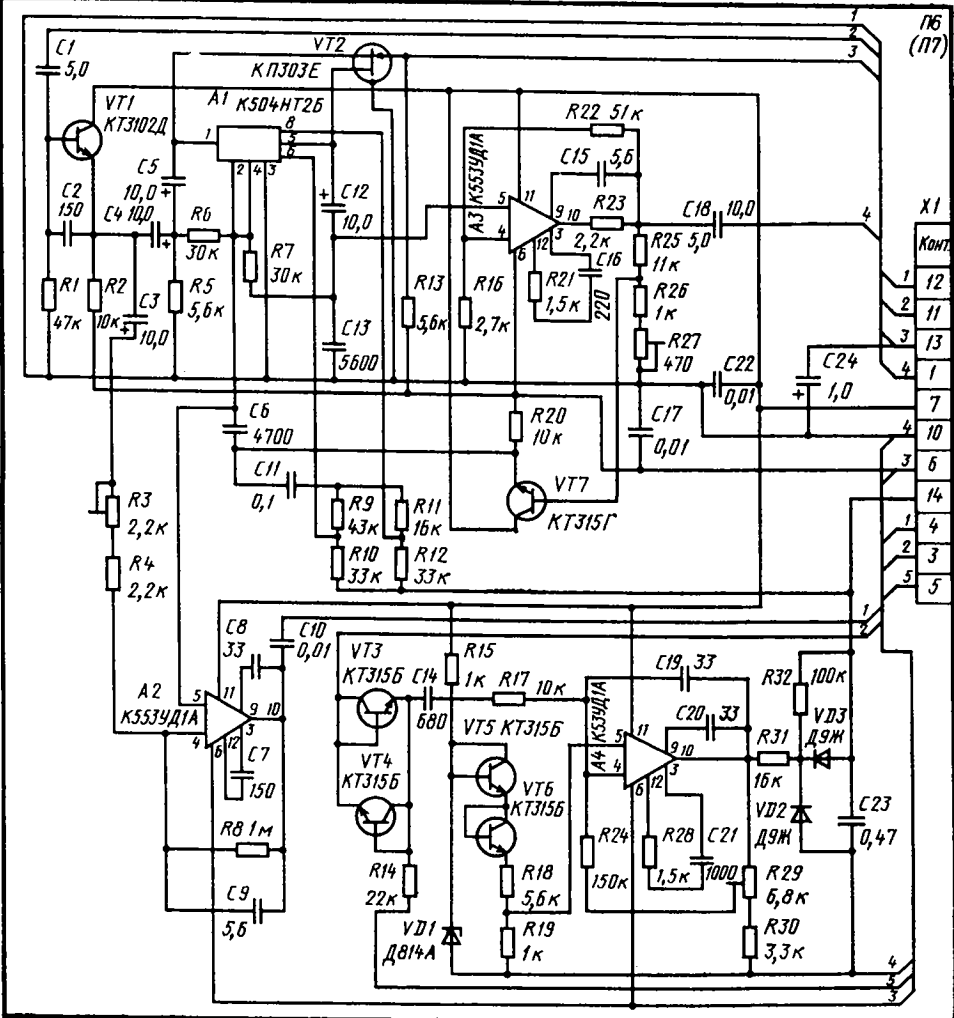 П6
(П7)
1
2
3
C1
5,0
VT2
КП303Е
VT1
КТ3102Д
A1
К504НТ2Б
1
8
5
6
2
4
3
R22 51к
C15
5,6
A3 К553УД1А
C5
10,0
+
C2
150
C4
10,0
+
R6
30к
R7
30к
+
C12
10,0
5
4
11
6
12
9
3
10
R23
2,2к
C18
10,0
5,0
4
X1
Конт.
R1
47к
R2
10к
C3
10,0
+
R5
5,6к
C13
5600
R13
5,6к
R16
2,7к
R21
1,5к
C16
220
R25
11к
R26
1к
R27
470
C22
0,01
C24
1,0
+
1
12
2
11
3
13
4
1
7
4
10
3
6
14
1
4
2
3
5
5
C6
4700
C11
0,1
R20
10к
C17
0,01
VT7
КТ315Г
R3
2,2к
R4
2,2к
R9
43к
R11
16к
R10
33к
R12
33к
1
2
C8
33
C10
0,01
A2
К553УД1А
5
4
11
6
12
9
3
10
C7
150
R8 1м
C9
5,6
VT3
КТ315Б
VT4
КТ315Б
C14
680
R14
22к
R15
1к
R17
10к
VT5 КТ315Б
VT6
КТ315Б
R18
5,6к
R19
1к
VD1
Д814А
C19
33
C20
33
A4 К53УД1А
5
4
11
6
12
9
3
10
R24
150к
R28
1,5к
C21
1000
R29
6,8к
R30
3,3к
R31
16к
R32
100к
VD3
Д9Ж
VD2
Д9Ж
C23
0,47
4
5
3